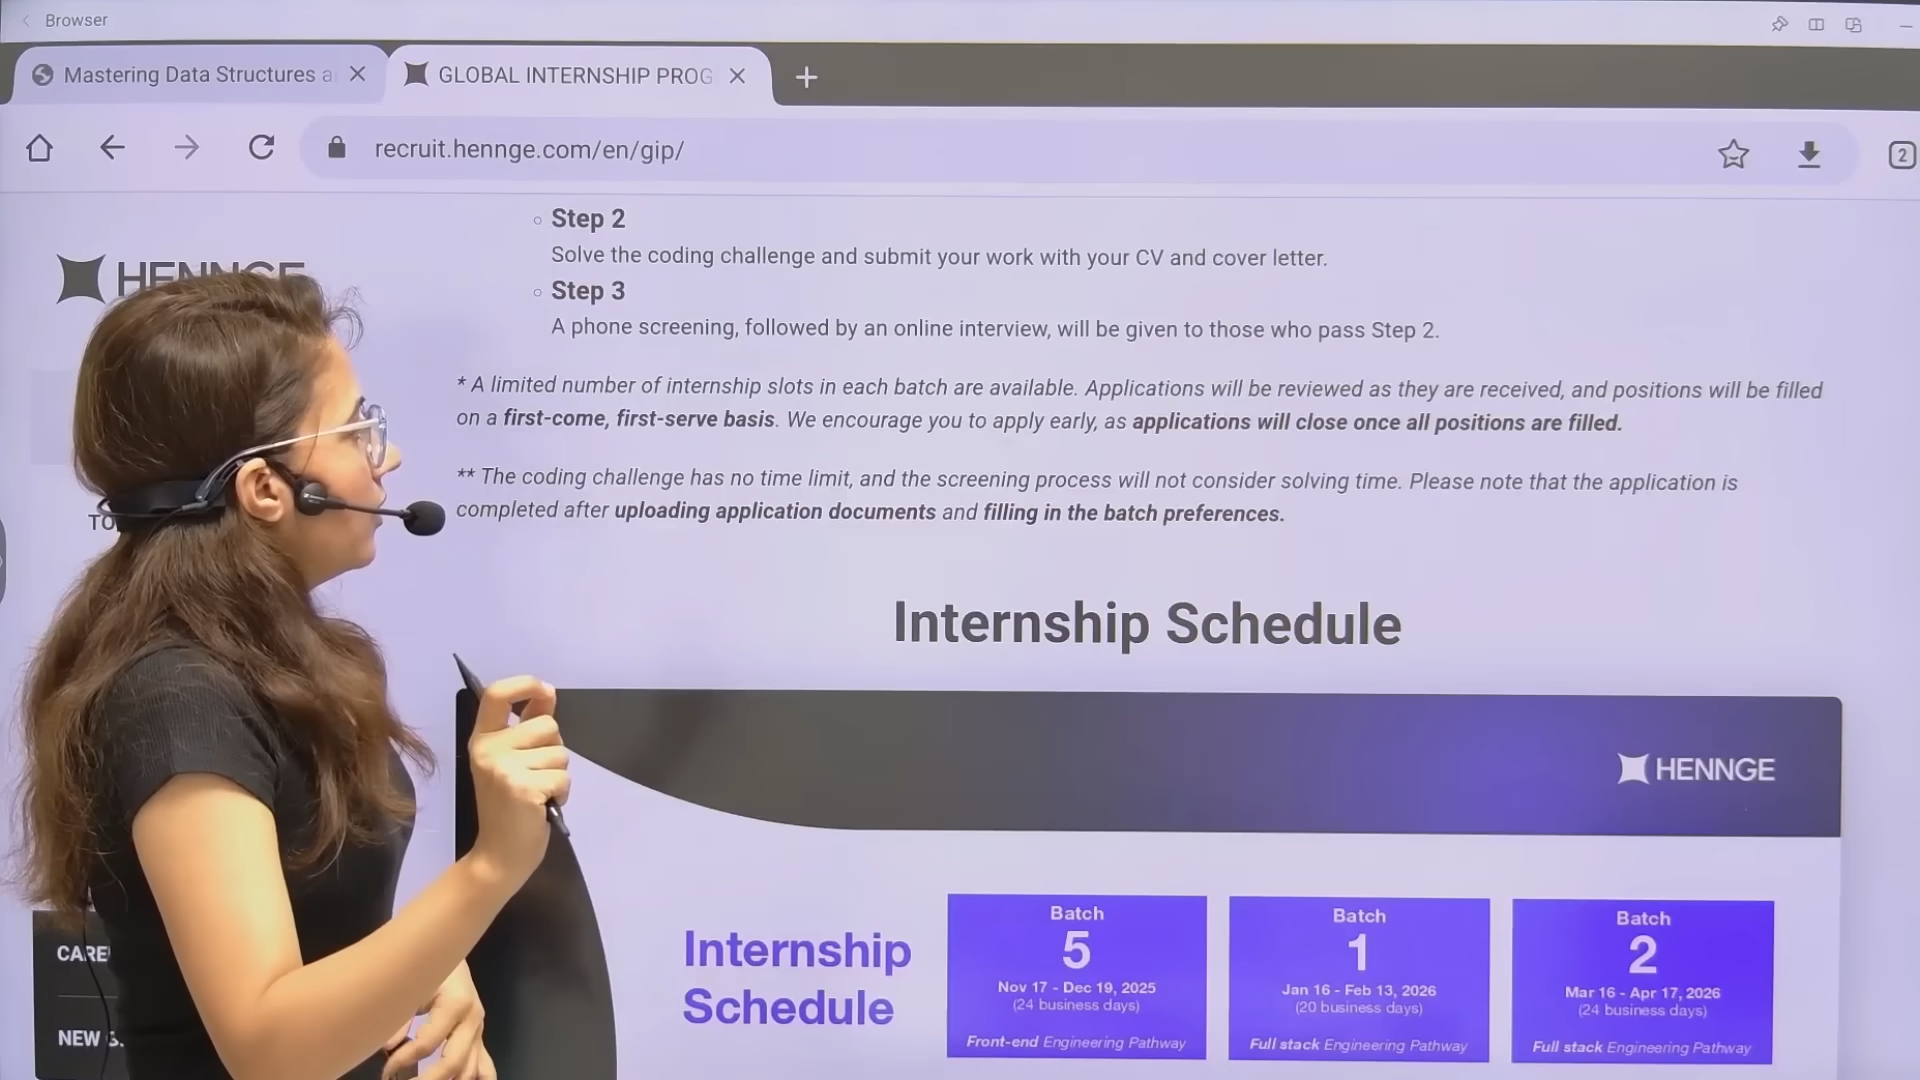 Browser
Mastering Data Structures a
GLOBAL INTERNSHIP PROG
recruit.hennge.com/en/gip/
2
Step 2
Solve the coding challenge and submit your work with your CV and cover letter.
HENNGE
Step 3
A phone screening, followed by an online interview, will be given to those who pass Step 2.
* A limited number of internship slots in each batch are available. Applications will be reviewed as they are received, and positions will be filled
on a first-come, first-serve basis. We encourage you to apply early, as applications will close once all positions are filled.
** The coding challenge has no time limit, and the screening process will not consider solving time. Please note that the application is
completed after uploading application documents and filling in the batch preferences.
TO
Internship Schedule
HENNGE
Internship
Schedule
Batch
5
Nov 17 - Dec 19, 2025
(24 business days)
Front-end Engineering Pathway
Batch
1
Jan 16 - Feb 13, 2026
(20 business days)
Full stack Engineering Pathway
Batch
2
Mar 16 - Apr 17, 2026
(24 business days)
Full stack Engineering Pathway
CARE
NEW